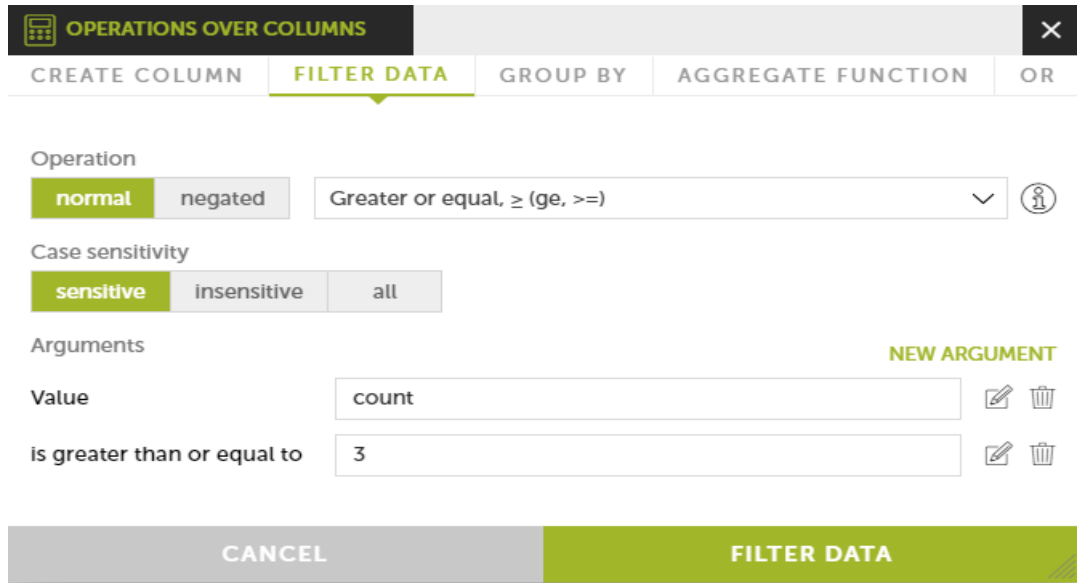 OPERATIONS OVER COLUMNS
CREATE COLUMN FILTER DATA GROUP BY AGGREGATE FUNCTION OR
Operation
normal negated Greater or equal, ≥ (ge, >=)
Case sensitivity
sensitive insensitive all
Arguments
NEW ARGUMENT
Value count
is greater than or equal to 3
CANCEL FILTER DATA